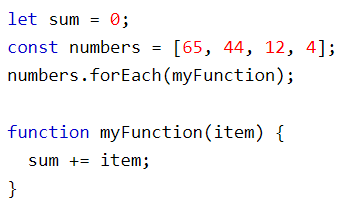 let sum = 0;
const numbers = [65, 44, 12, 4];
numbers.forEach(myFunction);

function myFunction(item) {
  sum += item;
}